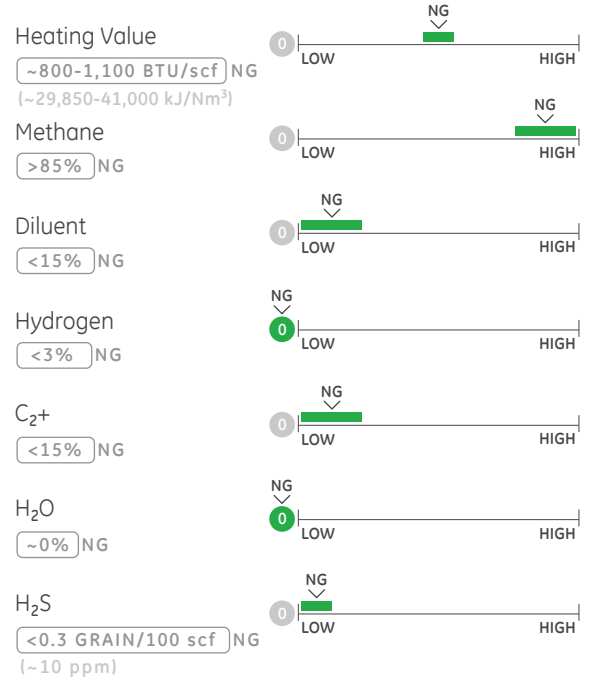 NG
Heating Value
0
LOW HIGH
~800-1,100 BTU/scf NG
(~29,850-41,000 kJ/Nm³)
NG
Methane
0
LOW HIGH
>85% NG
NG
Diluent
0
LOW HIGH
<15% NG
NG
Hydrogen
0
LOW HIGH
<3% NG
NG
C₂+
0
LOW HIGH
<15% NG
NG
H₂O
0
LOW HIGH
~0% NG
NG
H₂S
0
LOW HIGH
<0.3 GRAIN/100 scf NG
(~10 ppm)